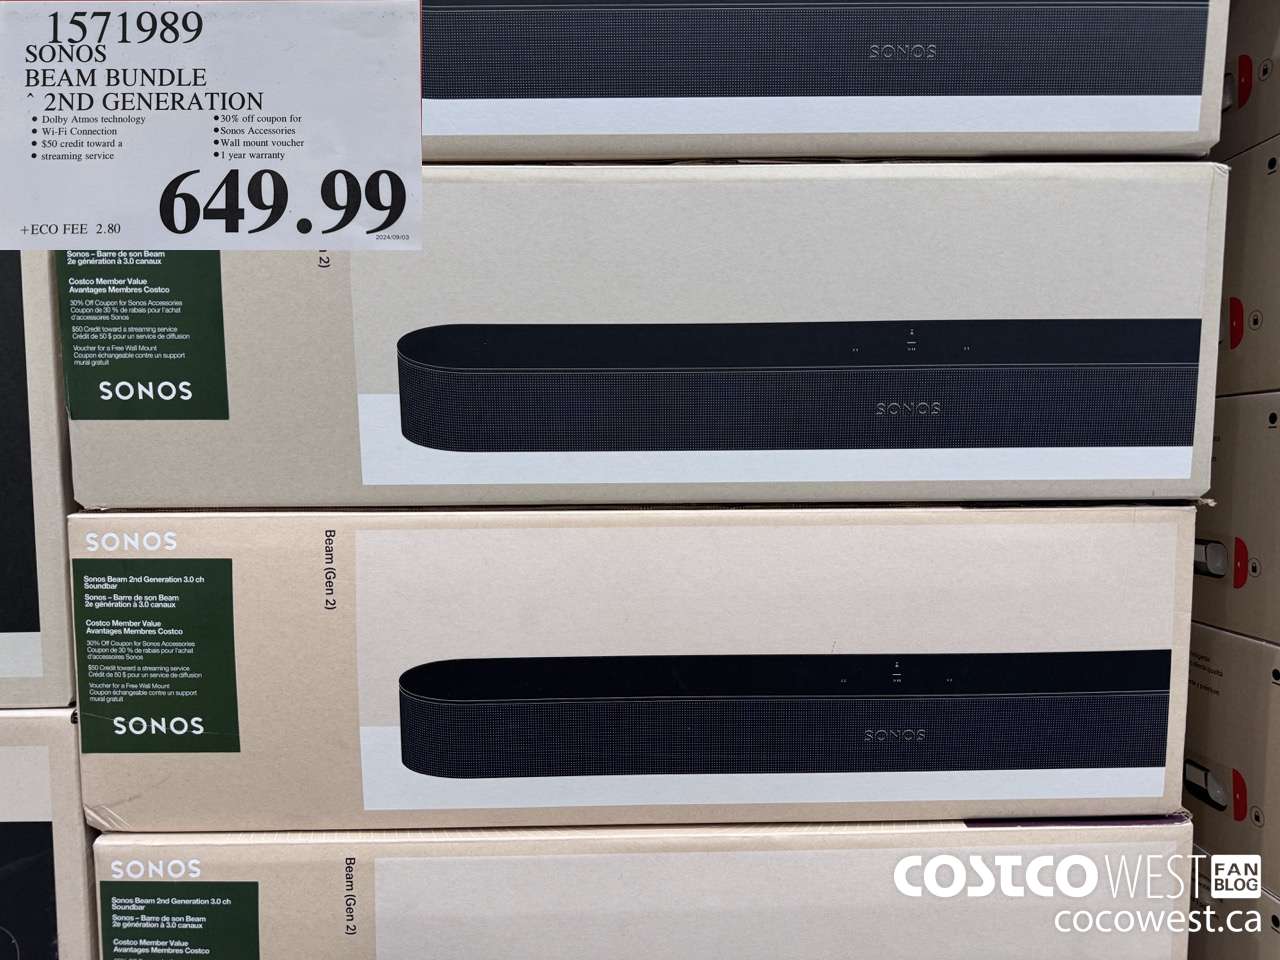 1571989
SONOS
BEAM BUNDLE
^ 2ND GENERATION
• Dolby Atmos technology
• Wi-Fi Connection
• $50 credit toward a
• streaming service
• 30% off coupon for
• Sonos Accessories
• Wall mount voucher
• 1 year warranty
649.99
+ECO FEE 2.80
2024/09/03
SONOS
2)
Sonos – Barre de son Beam
2e génération à 3.0 canaux
Costco Member Value
Avantages Membres Costco
30% Off Coupon for Sonos Accessories
Coupon de 30 % de rabais pour l'achat
d'accessoires Sonos
$50 Credit toward a streaming service
Crédit de 50 $ pour un service de diffusion
Voucher for a Free Wall Mount
Coupon échangeable contre un support
mural gratuit
SONOS
SONOS
SONOS
Beam (Gen 2)
Sonos Beam 2nd Generation 3.0 ch
Soundbar
Sonos – Barre de son Beam
2e génération à 3.0 canaux
Costco Member Value
Avantages Membres Costco
30% Off Coupon for Sonos Accessories
Coupon de 30 % de rabais pour l'achat
d'accessoires Sonos
$50 Credit toward a streaming service
Crédit de 50 $ pour un service de diffusion
Voucher for a Free Wall Mount
Coupon échangeable contre un support
mural gratuit
SONOS
SONOS
SONOS
Beam (Gen 2)
Sonos Beam 2nd Generation 3.0 ch
Soundbar
Sonos – Barre de son Beam
2e génération à 3.0 canaux
Costco Member Value
Avantages Membres Costco
COSTCO WEST FAN BLOG
cocowest.ca